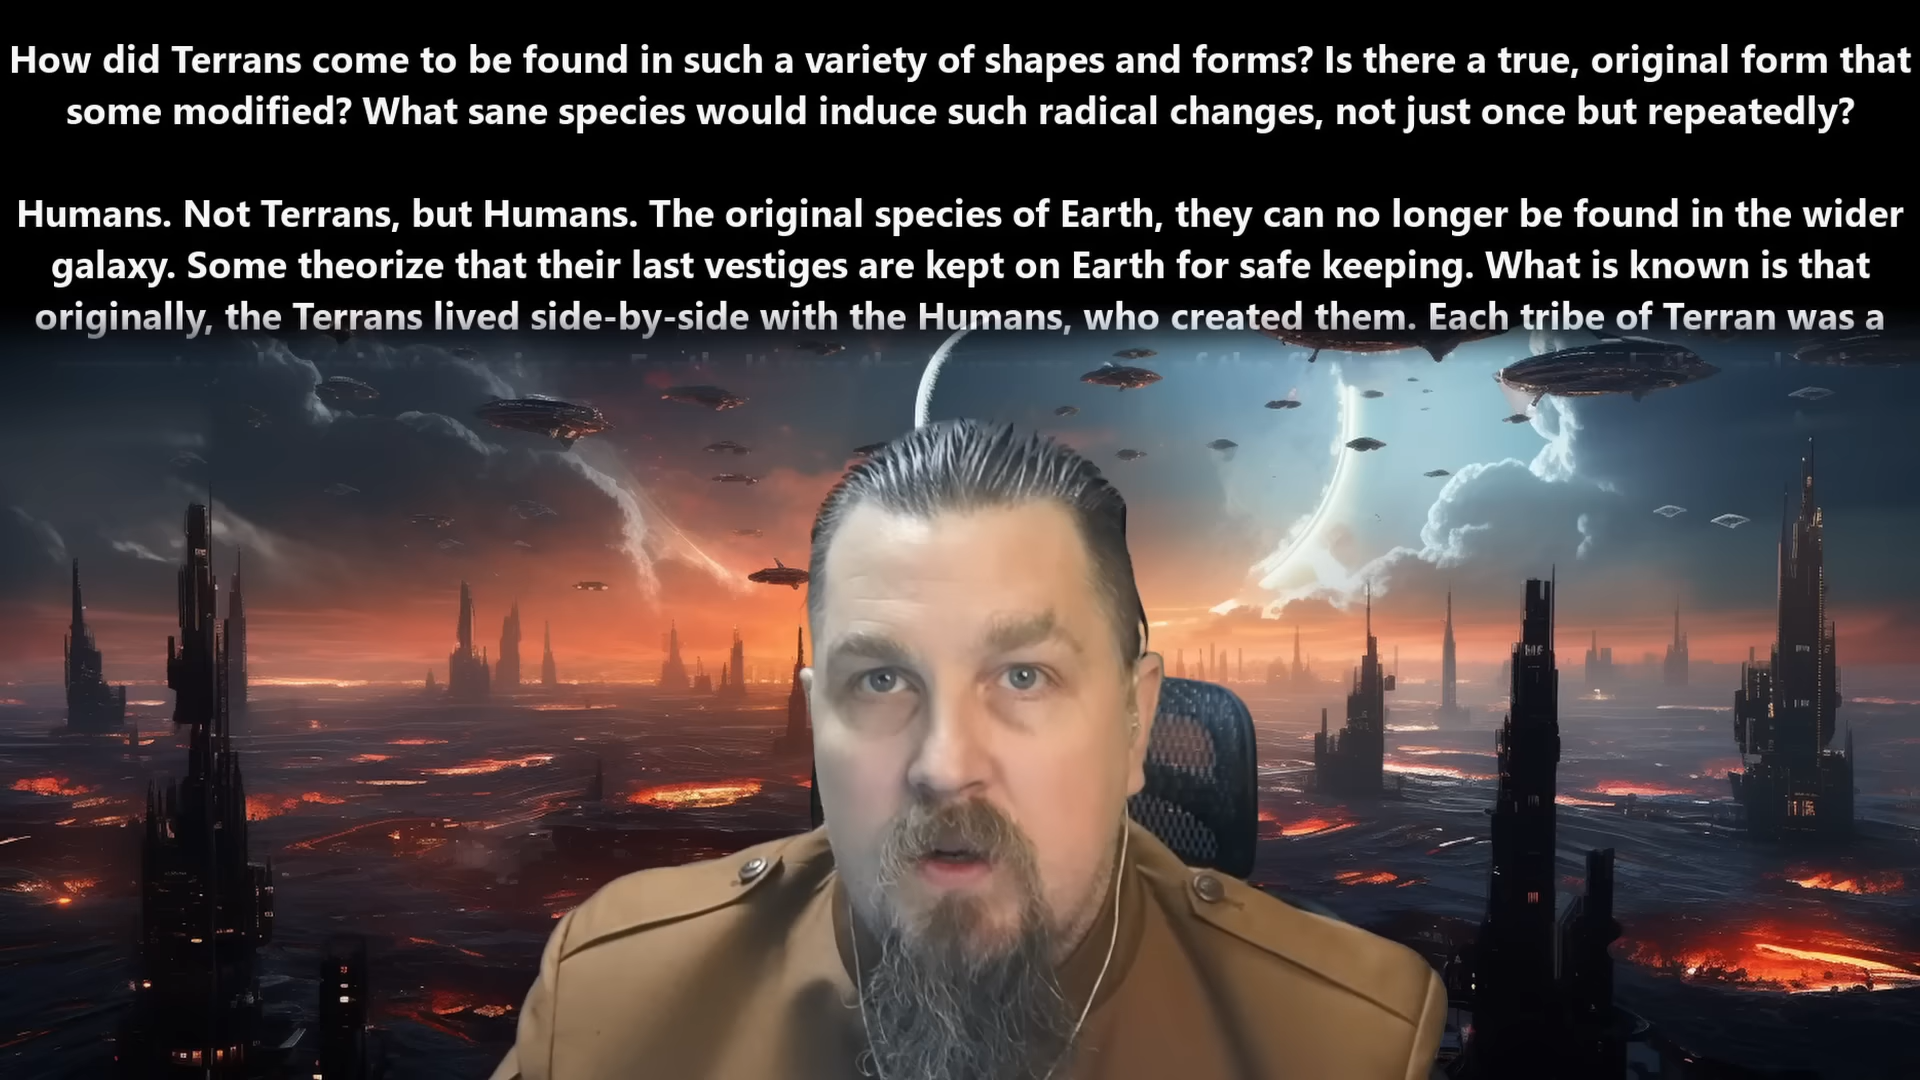 How did Terrans come to be found in such a variety of shapes and forms? Is there a true, original form that
some modified? What sane species would induce such radical changes, not just once but repeatedly?
Humans. Not Terrans, but Humans. The original species of Earth, they can no longer be found in the wider
galaxy. Some theorize that their last vestiges are kept on Earth for safe keeping. What is known is that
originally, the Terrans lived side-by-side with the Humans, who created them. Each tribe of Terran was a